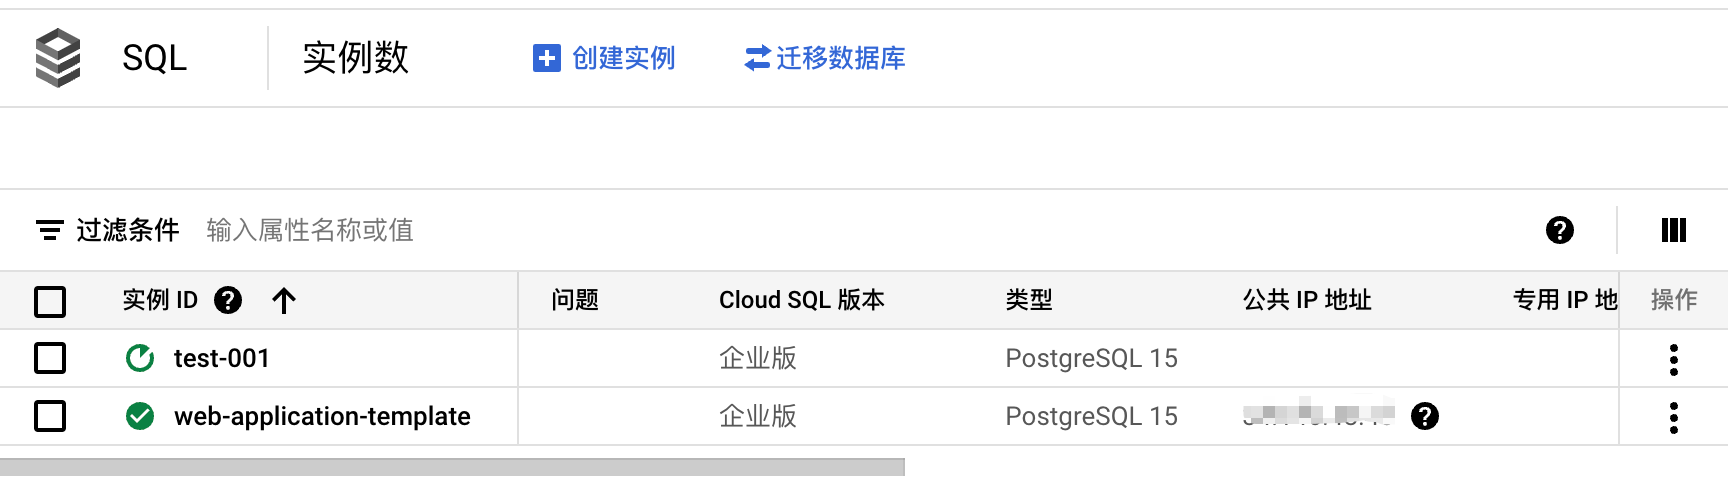 SQL 实例数 创建实例 迁移数据库
过滤条件 输入属性名称或值
实例 ID 问题 Cloud SQL 版本 类型 公共 IP 地址 专用 IP 地 操作
test-001 企业版 PostgreSQL 15
web-application-template 企业版 PostgreSQL 15